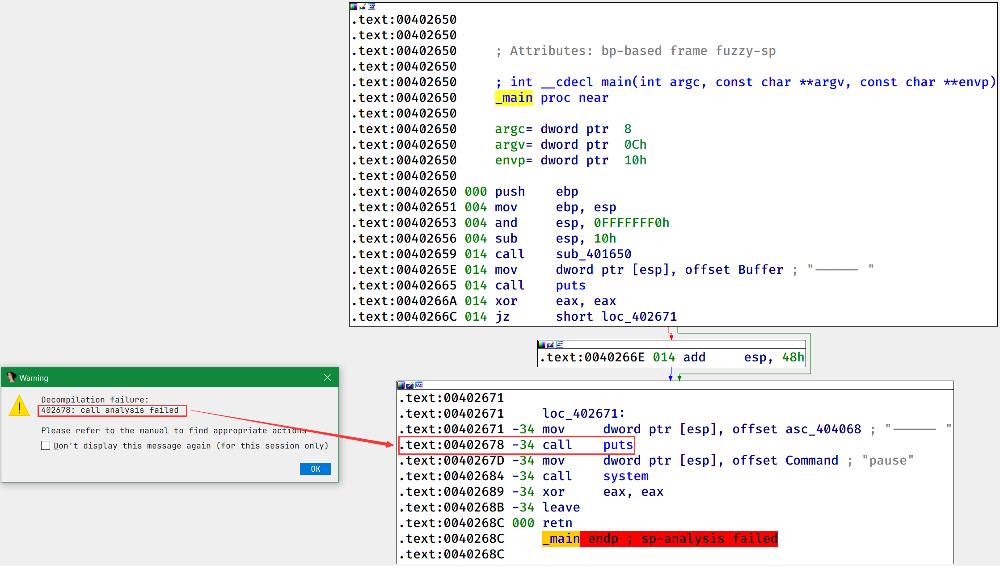 .text:00402650
.text:00402650
.text:00402650 ; Attributes: bp-based frame fuzzy-sp
.text:00402650
.text:00402650 ; int __cdecl main(int argc, const char **argv, const char **envp)
.text:00402650 _main proc near
.text:00402650
.text:00402650 argc= dword ptr 8
.text:00402650 argv= dword ptr 0Ch
.text:00402650 envp= dword ptr 10h
.text:00402650
.text:00402650 000 push ebp
.text:00402651 004 mov ebp, esp
.text:00402653 004 and esp, 0FFFFFFF0h
.text:00402656 004 sub esp, 10h
.text:00402659 014 call sub_401650
.text:0040265E 014 mov dword ptr [esp], offset Buffer ; "—————— "
.text:00402665 014 call puts
.text:0040266A 014 xor eax, eax
.text:0040266C 014 jz short loc_402671
.text:0040266E 014 add esp, 48h
Warning
Decompilation failure:
402678: call analysis failed
Please refer to the manual to find appropriate actions
Don't display this message again (for this session only)
OK
.text:00402671
.text:00402671 loc_402671:
.text:00402671 -34 mov dword ptr [esp], offset asc_404068 ; "—————— "
.text:00402678 -34 call puts
.text:0040267D -34 mov dword ptr [esp], offset Command ; "pause"
.text:00402684 -34 call system
.text:00402689 -34 xor eax, eax
.text:0040268B -34 leave
.text:0040268C 000 retn
.text:0040268C _main endp ; sp-analysis failed
.text:0040268C